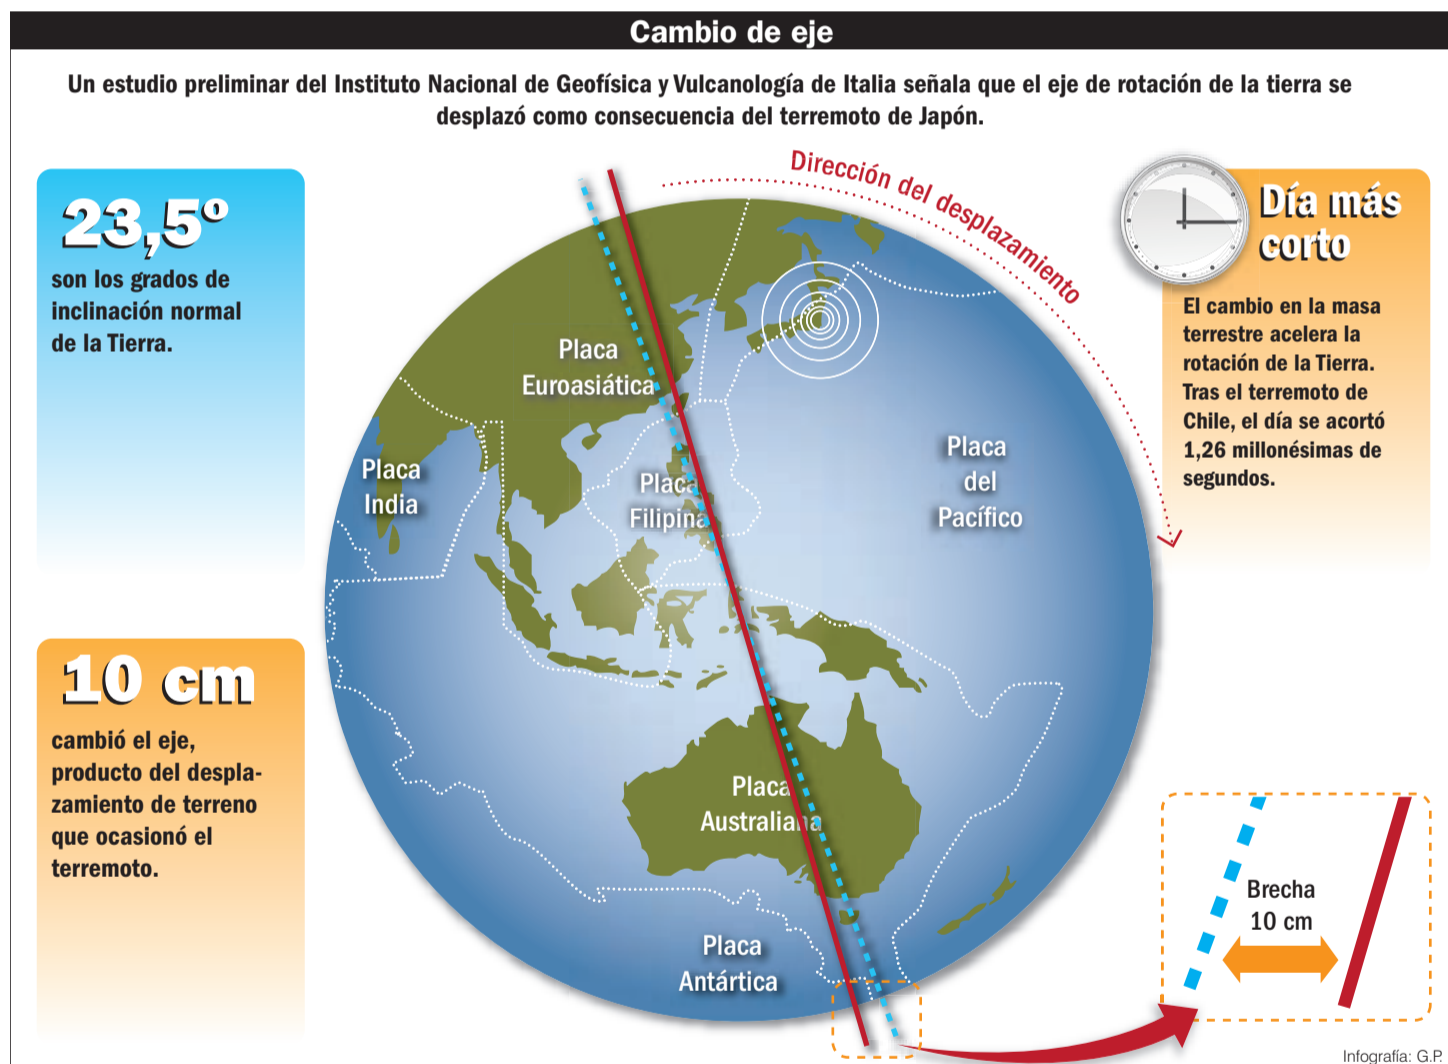 Cambio de eje
Un estudio preliminar del Instituto Nacional de Geofísica y Vulcanología de Italia señala que el eje de rotación de la tierra se
desplazó como consecuencia del terremoto de Japón.
23,5º
son los grados de
inclinación normal
de la Tierra.
10 cm
cambió el eje,
producto del despla-
zamiento de terreno
que ocasionó el
terremoto.
Dirección del desplazamiento
Placa
Euroasiática
Placa
India
Placa
Filipina
Placa
del
Pacífico
Placa
Australiana
Placa
Antártica
Día más
corto
El cambio en la masa
terrestre acelera la
rotación de la Tierra.
Tras el terremoto de
Chile, el día se acortó
1,26 millonésimas de
segundos.
Brecha
10 cm
Infografía: G.P.